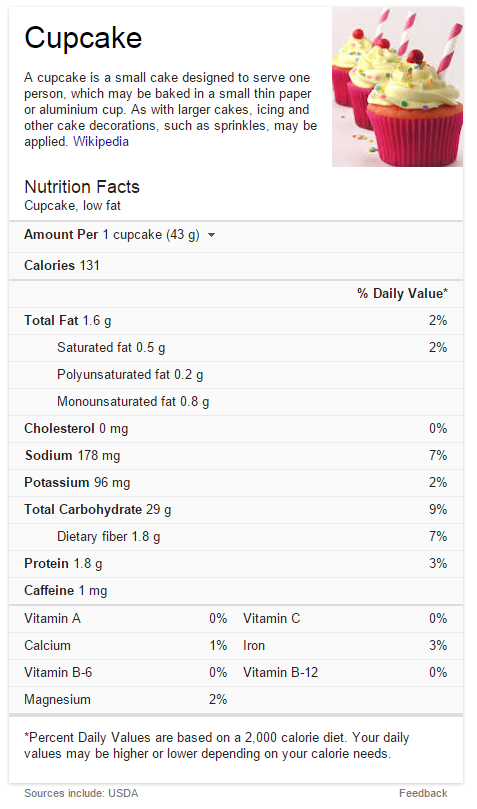 Cupcake
A cupcake is a small cake designed to serve one
person, which may be baked in a small thin paper
or aluminium cup. As with larger cakes, icing and
other cake decorations, such as sprinkles, may be
applied. Wikipedia
Nutrition Facts
Cupcake, low fat
Amount Per 1 cupcake (43 g)
Calories 131
% Daily Value*
Total Fat 1.6 g 2%
Saturated fat 0.5 g 2%
Polyunsaturated fat 0.2 g
Monounsaturated fat 0.8 g
Cholesterol 0 mg 0%
Sodium 178 mg 7%
Potassium 96 mg 2%
Total Carbohydrate 29 g 9%
Dietary fiber 1.8 g 7%
Protein 1.8 g 3%
Caffeine 1 mg
Vitamin A 0% Vitamin C 0%
Calcium 1% Iron 3%
Vitamin B-6 0% Vitamin B-12 0%
Magnesium 2%
*Percent Daily Values are based on a 2,000 calorie diet. Your daily
values may be higher or lower depending on your calorie needs.
Sources include: USDA Feedback